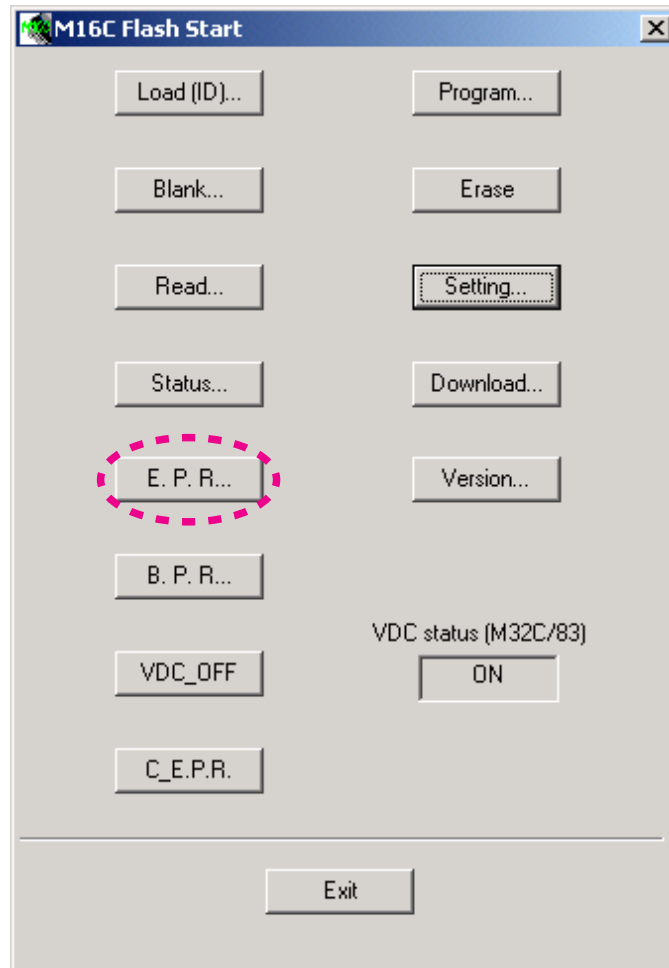 M16C Flash Start
Load (ID)...
Program...
Blank...
Erase
Read...
Setting...
Status...
Download...
E. P. R...
Version...
B. P. R...
VDC status (M32C/83)
VDC_OFF
ON
C_E.P.R.
Exit